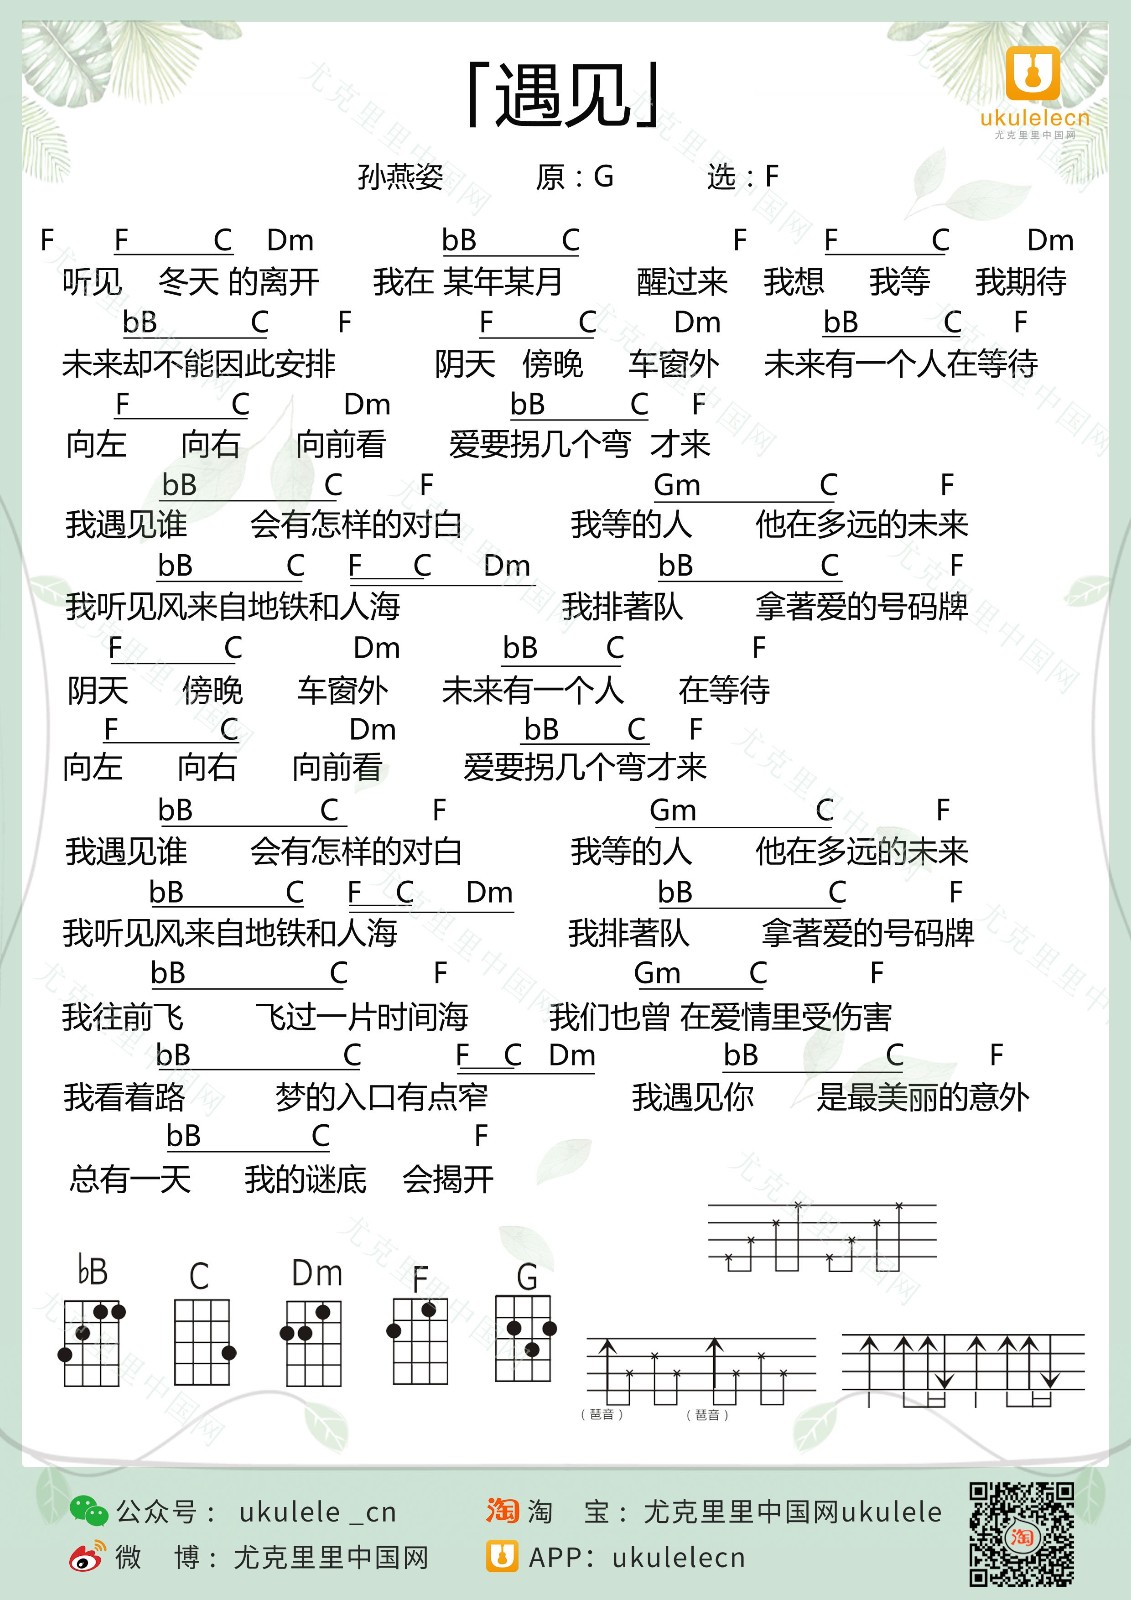 「遇见」
ukulelecn
尤克里里中国网
孙燕姿 原：G 选：F
F F C Dm bB C F F C Dm
听见 冬天 的离开 我在 某年某月 醒过来 我想 我等 我期待
bB C F F C Dm bB C F
未来却不能因此安排 阴天 傍晚 车窗外 未来有一个人在等待
F C Dm bB C F
向左 向右 向前看 爱要拐几个弯 才来
bB C F Gm C F
我遇见谁 会有怎样的对白 我等的人 他在多远的未来
bB C F C Dm bB C F
我听见风来自地铁和人海 我排著队 拿著爱的号码牌
F C Dm bB C F
阴天 傍晚 车窗外 未来有一个人 在等待
F C Dm bB C F
向左 向右 向前看 爱要拐几个弯才来
bB C F Gm C F
我遇见谁 会有怎样的对白 我等的人 他在多远的未来
bB C F C Dm bB C F
我听见风来自地铁和人海 我排著队 拿著爱的号码牌
bB C F Gm C F
我往前飞 飞过一片时间海 我们也曾 在爱情里受伤害
bB C F C Dm bB C F
我看着路 梦的入口有点窄 我遇见你 是最美丽的意外
bB C F
总有一天 我的谜底 会揭开
bB C Dm F G
（琶音） （琶音）
公众号： ukulele _cn 淘 淘 宝：尤克里里中国网ukulele
微 博：尤克里里中国网 APP：ukulelecn
淘